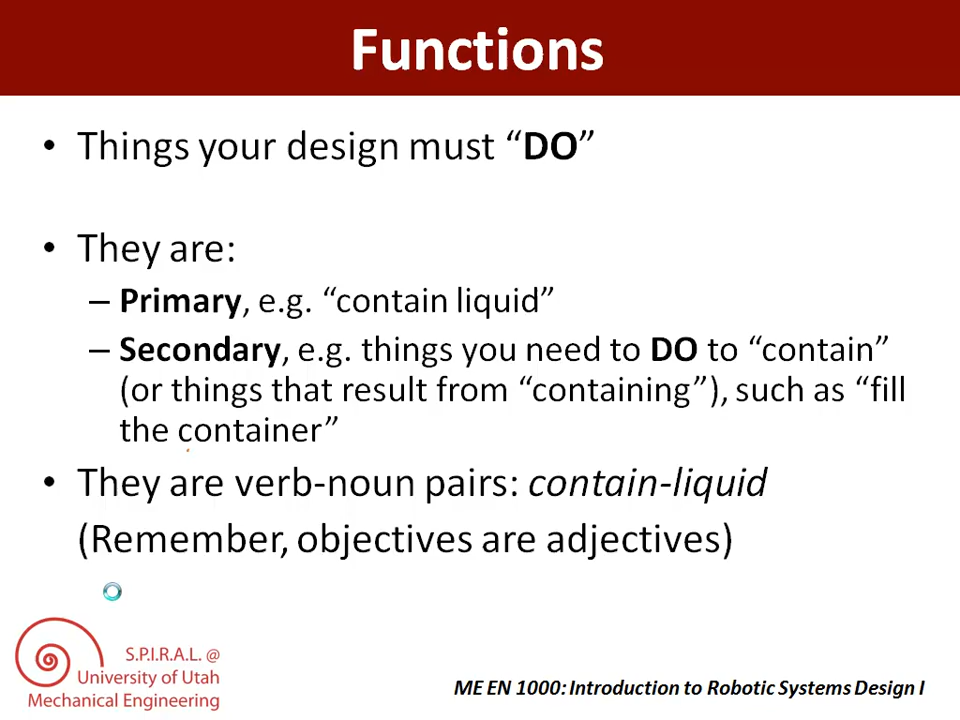 Functions
• Things your design must “DO”
• They are:
– Primary, e.g. “contain liquid”
– Secondary, e.g. things you need to DO to “contain”
(or things that result from “containing”), such as “fill
the container”
• They are verb-noun pairs: contain-liquid
(Remember, objectives are adjectives)
S.P.I.R.A.L. @
University of Utah
Mechanical Engineering
ME EN 1000: Introduction to Robotic Systems Design I